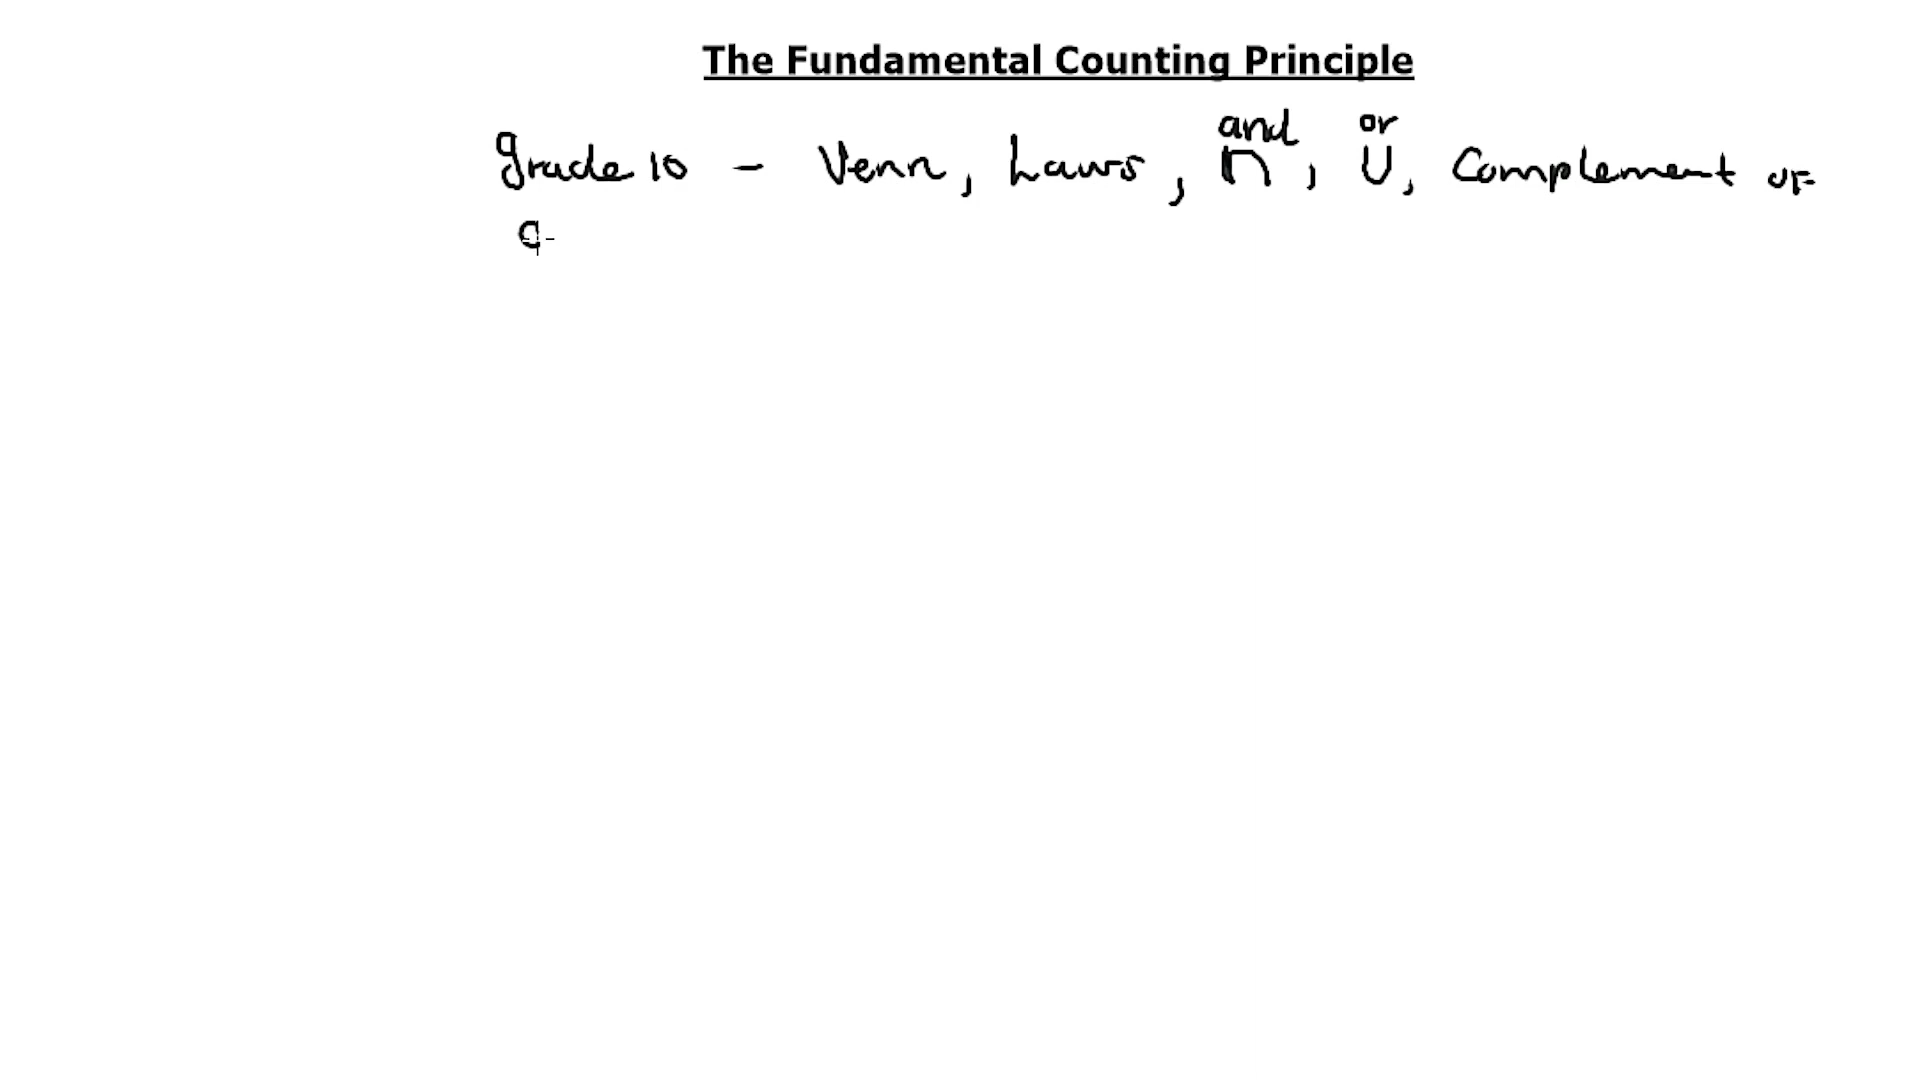 The Fundamental Counting Principle
and or
grade 10 - Venn, Laws, ∩, ∪, Complement of